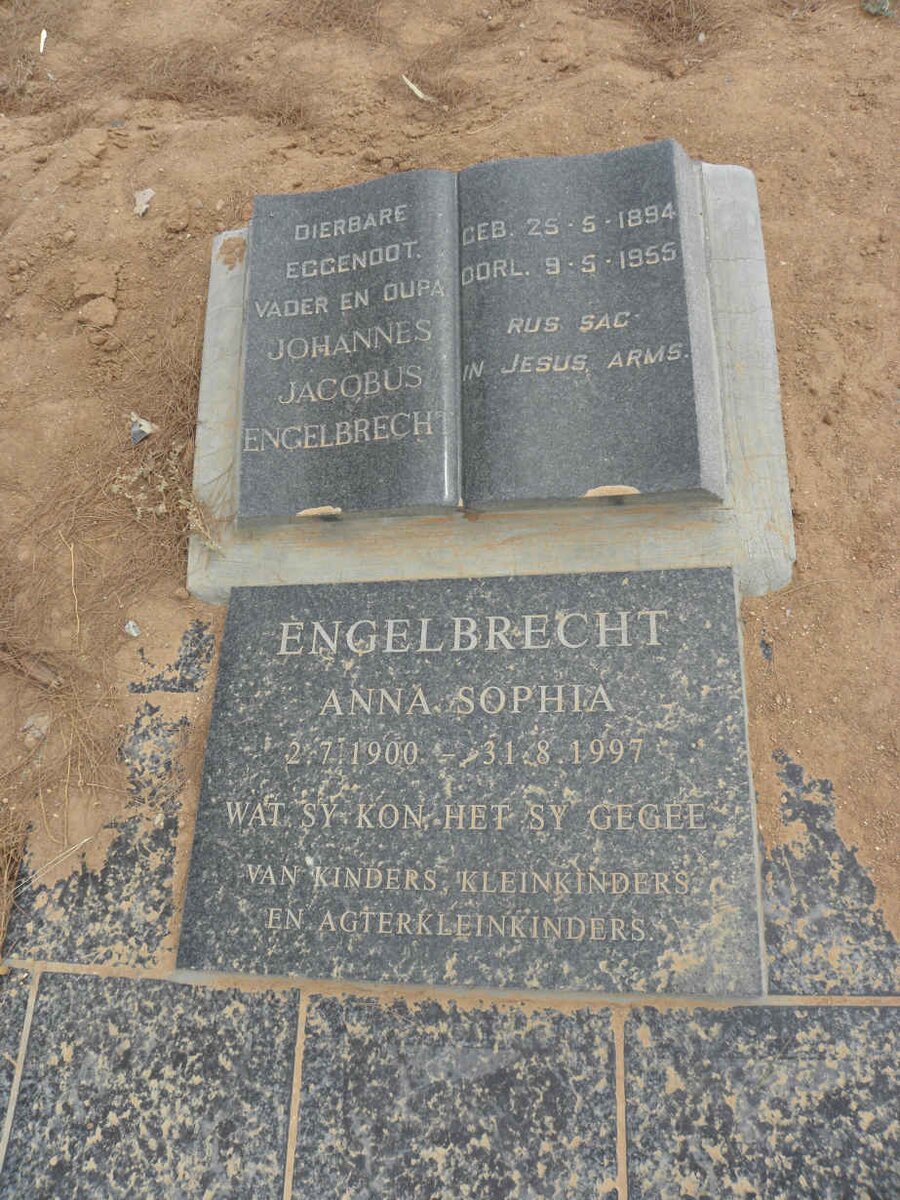 DIERBARE
EGGENOOT,
VADER EN OUPA
JOHANNES
JACOBUS
ENGELBRECHT
GEB. 25·5·1894
OORL. 9·5·1955
RUS SAG
IN JESUS, ARMS.
ENGELBRECHT
ANNA SOPHIA
2.7.1900 – 31.8.1997
WAT SY KON HET SY GEGEE
VAN KINDERS, KLEINKINDERS
EN AGTERKLEINKINDERS.